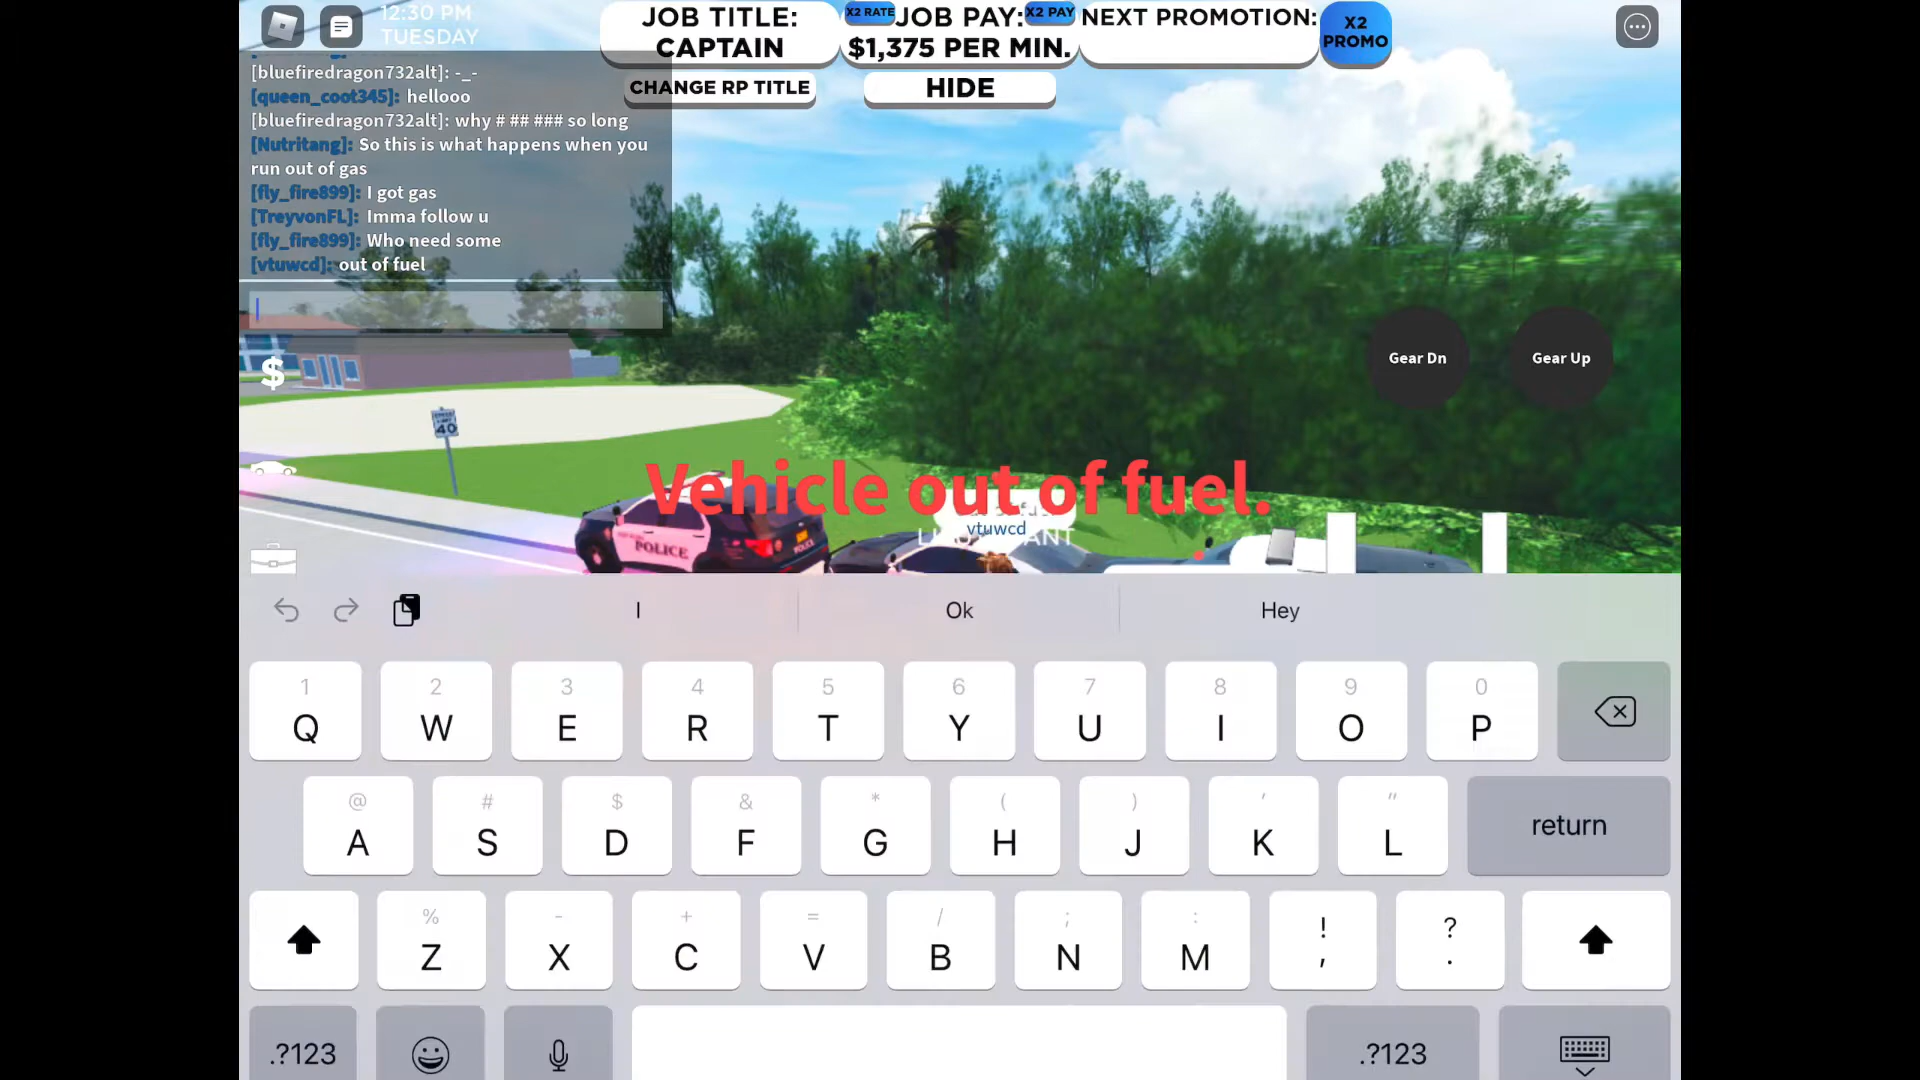 12:30 PM
TUESDAY
JOB TITLE:
CAPTAIN
X2 RATE
JOB PAY:
X2 PAY
$1,375 PER MIN.
NEXT PROMOTION:
X2
PROMO
CHANGE RP TITLE
HIDE
[bluefiredragon732alt]: -_-
[queen_coot345]: hellooo
[bluefiredragon732alt]: why # ## ### so long
[Nutritang]: So this is what happens when you
run out of gas
[fly_fire899]: I got gas
[TreyvonFL]: Imma follow u
[fly_fire899]: Who need some
[vtuwcd]: out of fuel
Gear Dn
Gear Up
$
SPEED
LIMIT
40
Vehicle out of fuel.
vtuwcd
POLICE
POLICE
I
Ok
Hey
1 2 3 4 5 6 7 8 9 0
Q W E R T Y U I O P
@ # $ & * ( ) ' "
A S D F G H J K L return
% - + = / ; : ! ?
Z X C V B N M , .
.?123
.?123